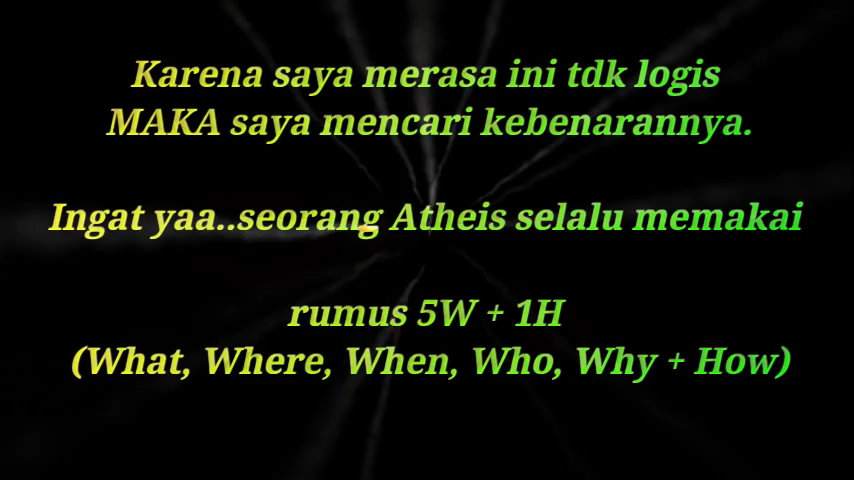 Karena saya merasa ini tdk logis
MAKA saya mencari kebenarannya.
Ingat yaa..seorang Atheis selalu memakai
rumus 5W + 1H
(What, Where, When, Who, Why + How)